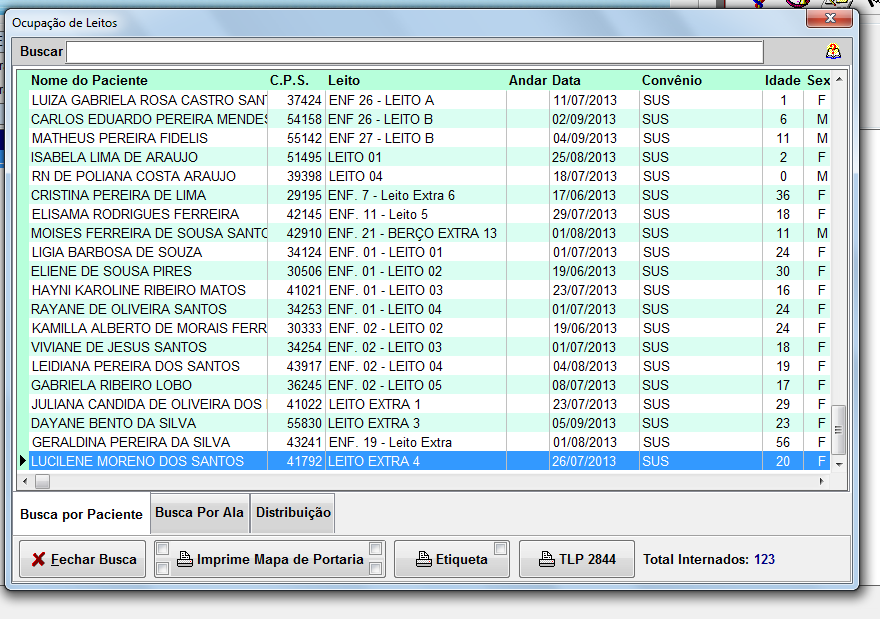 Ocupação de Leitos
Buscar
Nome do Paciente C.P.S. Leito Andar Data Convênio Idade Sex
LUIZA GABRIELA ROSA CASTRO SAN 37424 ENF 26 - LEITO A 11/07/2013 SUS 1 F
CARLOS EDUARDO PEREIRA MENDES 54158 ENF 26 - LEITO B 02/09/2013 SUS 6 M
MATHEUS PEREIRA FIDELIS 55142 ENF 27 - LEITO B 04/09/2013 SUS 11 M
ISABELA LIMA DE ARAUJO 51495 LEITO 01 25/08/2013 SUS 2 F
RN DE POLIANA COSTA ARAUJO 39398 LEITO 04 18/07/2013 SUS 0 M
CRISTINA PEREIRA DE LIMA 29195 ENF. 7 - Leito Extra 6 17/06/2013 SUS 36 F
ELISAMA RODRIGUES FERREIRA 42145 ENF. 11 - Leito 5 29/07/2013 SUS 18 F
MOISES FERREIRA DE SOUSA SANTO 42910 ENF. 21 - BERÇO EXTRA 13 01/08/2013 SUS 11 M
LIGIA BARBOSA DE SOUZA 34124 ENF. 01 - LEITO 01 01/07/2013 SUS 24 F
ELIENE DE SOUSA PIRES 30506 ENF. 01 - LEITO 02 19/06/2013 SUS 30 F
HAYNI KAROLINE RIBEIRO MATOS 41021 ENF. 01 - LEITO 03 23/07/2013 SUS 16 F
RAYANE DE OLIVEIRA SANTOS 34253 ENF. 01 - LEITO 04 01/07/2013 SUS 24 F
KAMILLA ALBERTO DE MORAIS FERR 30333 ENF. 02 - LEITO 02 19/06/2013 SUS 24 F
VIVIANE DE JESUS SANTOS 34254 ENF. 02 - LEITO 03 01/07/2013 SUS 18 F
LEIDIANA PEREIRA DOS SANTOS 43917 ENF. 02 - LEITO 04 04/08/2013 SUS 19 F
GABRIELA RIBEIRO LOBO 36245 ENF. 02 - LEITO 05 08/07/2013 SUS 17 F
JULIANA CANDIDA DE OLIVEIRA DOS 41022 LEITO EXTRA 1 23/07/2013 SUS 29 F
DAYANE BENTO DA SILVA 55830 LEITO EXTRA 3 05/09/2013 SUS 23 F
GERALDINA PEREIRA DA SILVA 43241 ENF. 19 - Leito Extra 01/08/2013 SUS 56 F
LUCILENE MORENO DOS SANTOS 41792 LEITO EXTRA 4 26/07/2013 SUS 20 F
Busca por Paciente Busca Por Ala Distribuição
Fechar Busca Imprime Mapa de Portaria Etiqueta TLP 2844 Total Internados: 123